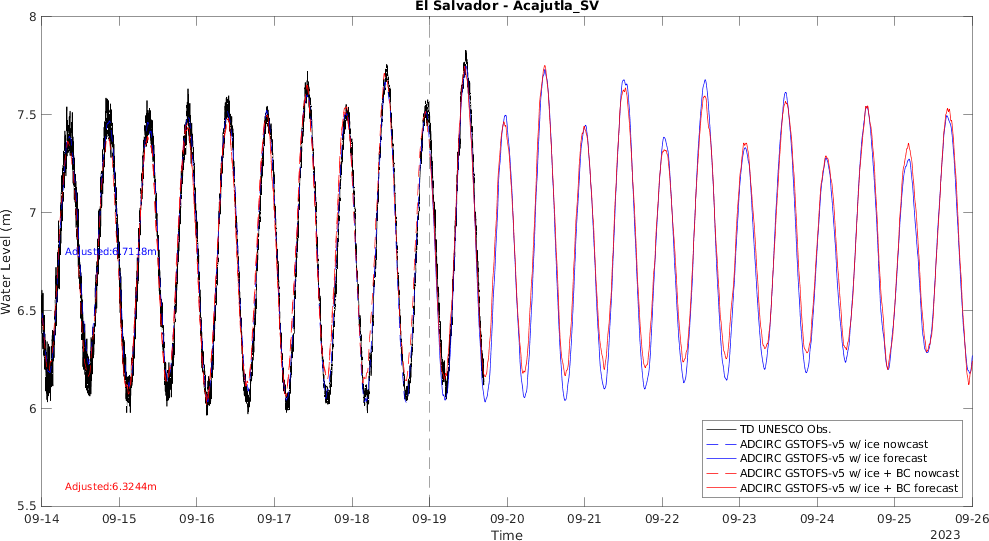 El Salvador - Acajutla_SV
Water Level (m)
8
7.5
7
6.5
6
5.5
Adjusted:6.7118m
Adjusted:6.3244m
TD UNESCO Obs.
ADCIRC GSTOFS-v5 w/ ice nowcast
ADCIRC GSTOFS-v5 w/ ice forecast
ADCIRC GSTOFS-v5 w/ ice + BC nowcast
ADCIRC GSTOFS-v5 w/ ice + BC forecast
09-14 09-15 09-16 09-17 09-18 09-19 09-20 09-21 09-22 09-23 09-24 09-25 09-26
Time
2023